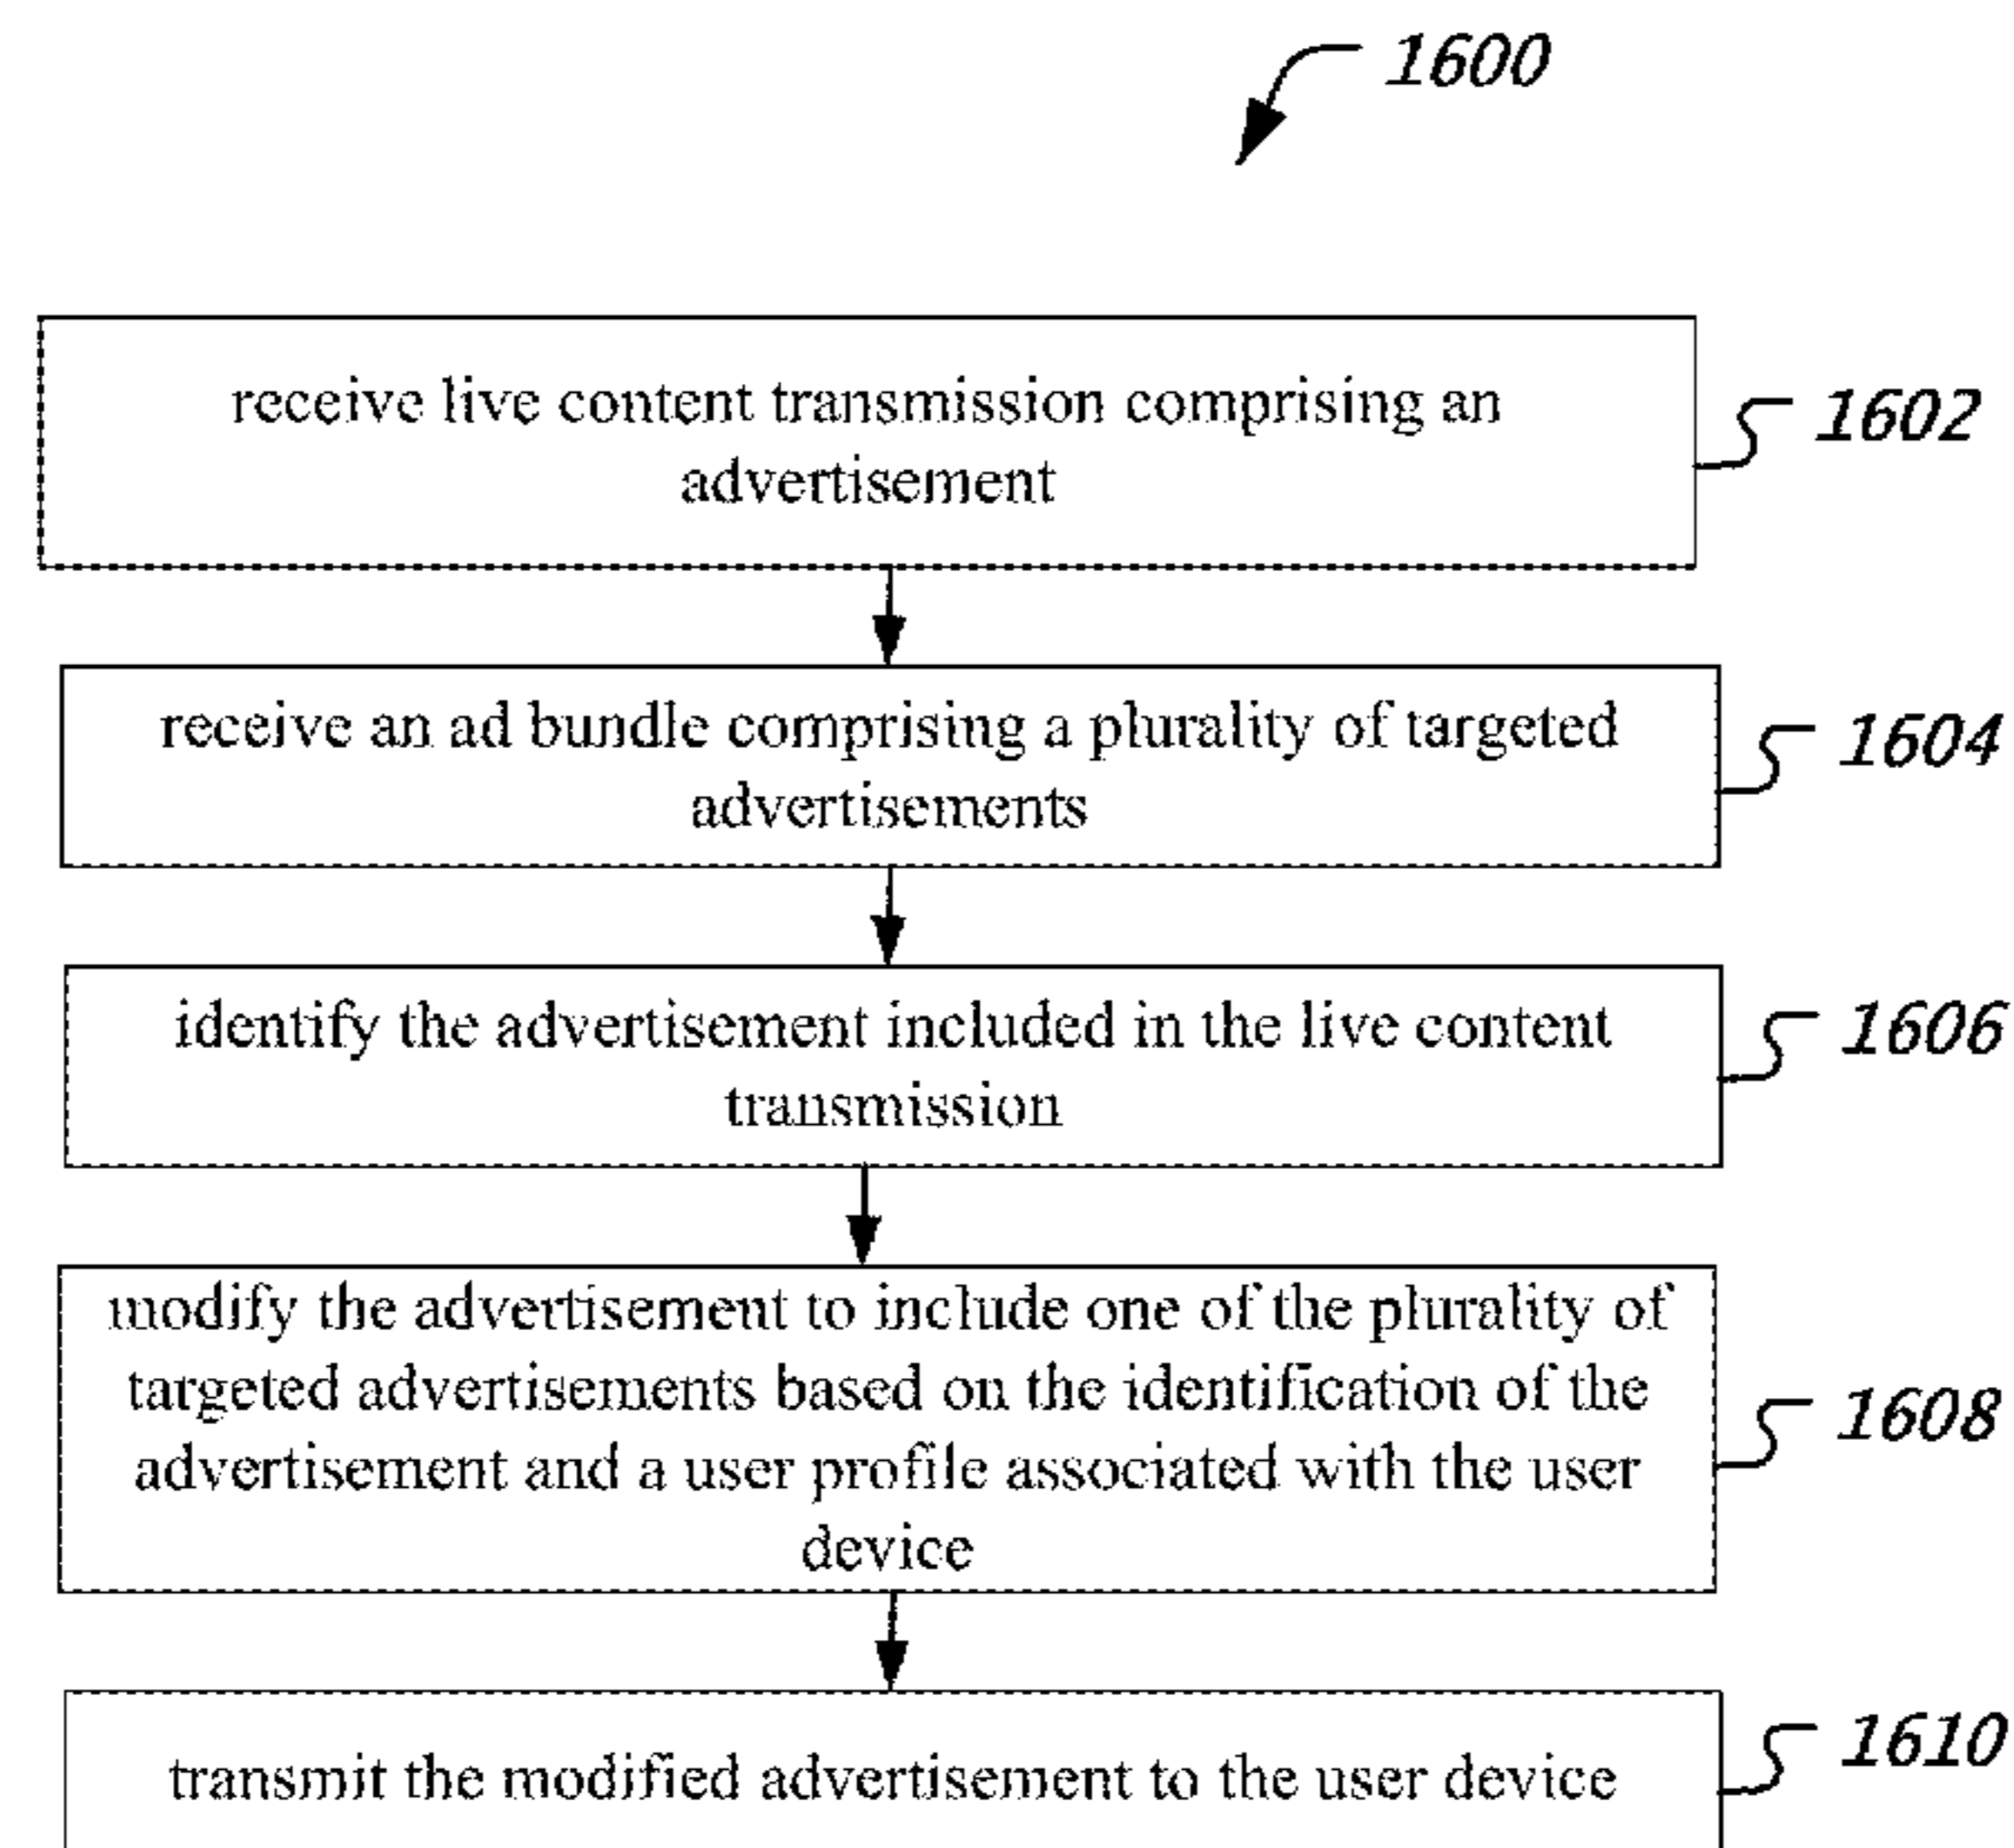 1600
receive live content transmission comprising an
advertisement
1602
receive an ad bundle comprising a plurality of targeted
advertisements
1604
identify the advertisement included in the live content
transmission
1606
modify the advertisement to include one of the plurality of
targeted advertisements based on the identification of the
advertisement and a user profile associated with the user
device
1608
transmit the modified advertisement to the user device
1610